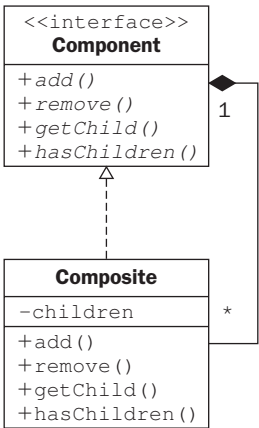 <<interface>>
Component
+add()
+remove()
+getChild()
+hasChildren()
1
Composite
-children
*
+add()
+remove()
+getChild()
+hasChildren()